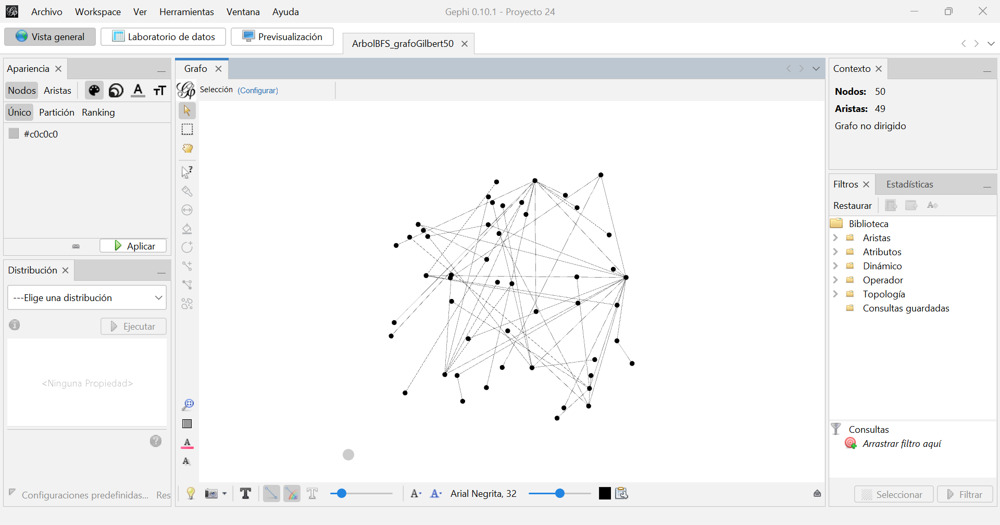 Archivo Workspace Ver Herramientas Ventana Ayuda
Gephi 0.10.1 - Proyecto 24
Vista general
Laboratorio de datos
Previsualización
ArbolBFS_grafoGilbert50
Apariencia
Nodos Aristas
Único Partición Ranking
#c0c0c0
Aplicar
Distribución
---Elige una distribución
Ejecutar
<Ninguna Propiedad>
Configuraciones predefinidas... Res
Grafo
Selección (Configurar)
Arial Negrita, 32
Contexto
Nodos: 50
Aristas: 49
Grafo no dirigido
Filtros Estadísticas
Restaurar
Biblioteca
Aristas
Atributos
Dinámico
Operador
Topología
Consultas guardadas
Consultas
Arrastrar filtro aquí
Seleccionar Filtrar